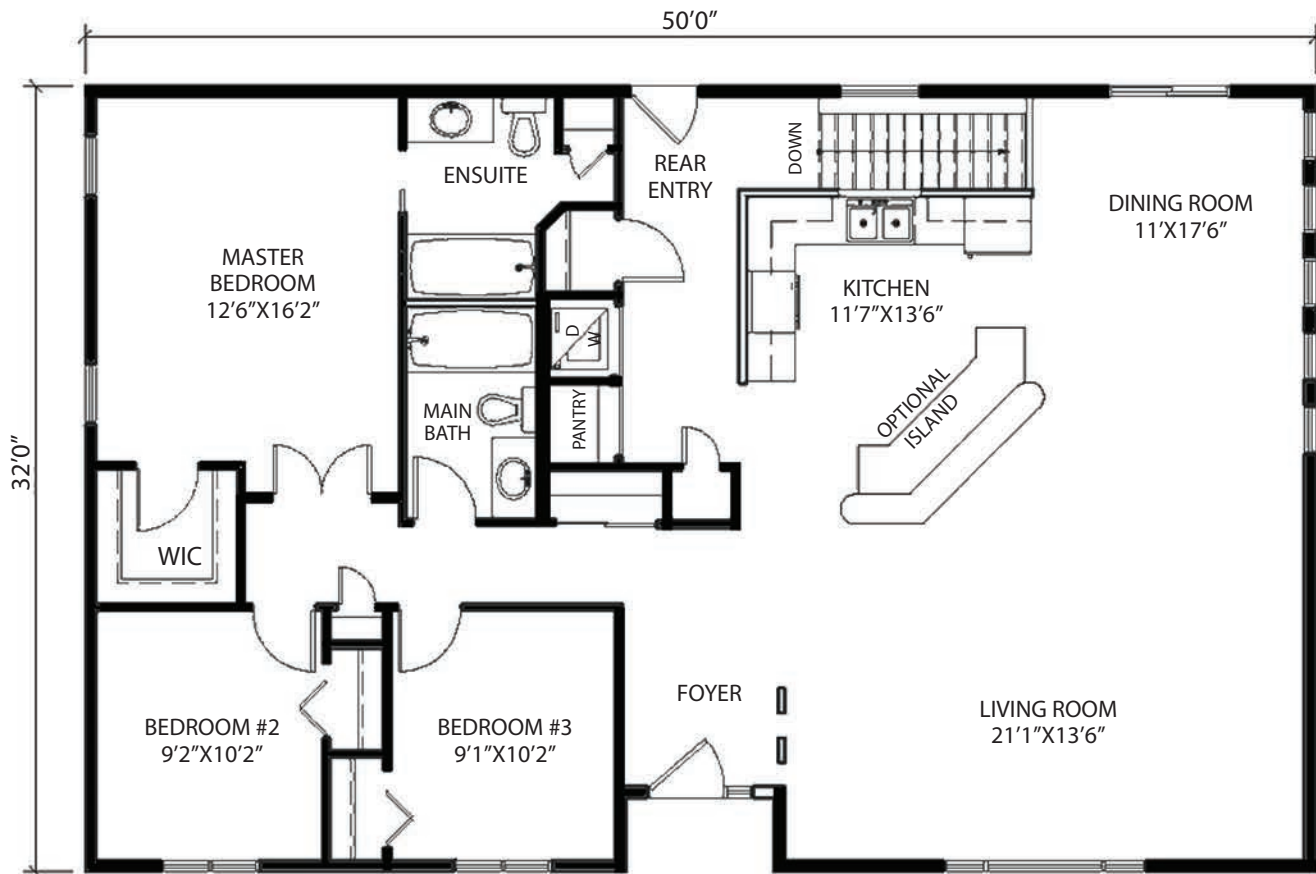 50’0”
32’0”
ENSUITE
REAR
ENTRY
DOWN
DINING ROOM
11’X17’6”
MASTER
BEDROOM
12’6”X16’2”
KITCHEN
11’7”X13’6”
D
W
OPTIONAL
ISLAND
MAIN
BATH
PANTRY
WIC
FOYER
LIVING ROOM
21’1”X13’6”
BEDROOM #2
9’2”X10’2”
BEDROOM #3
9’1”X10’2”